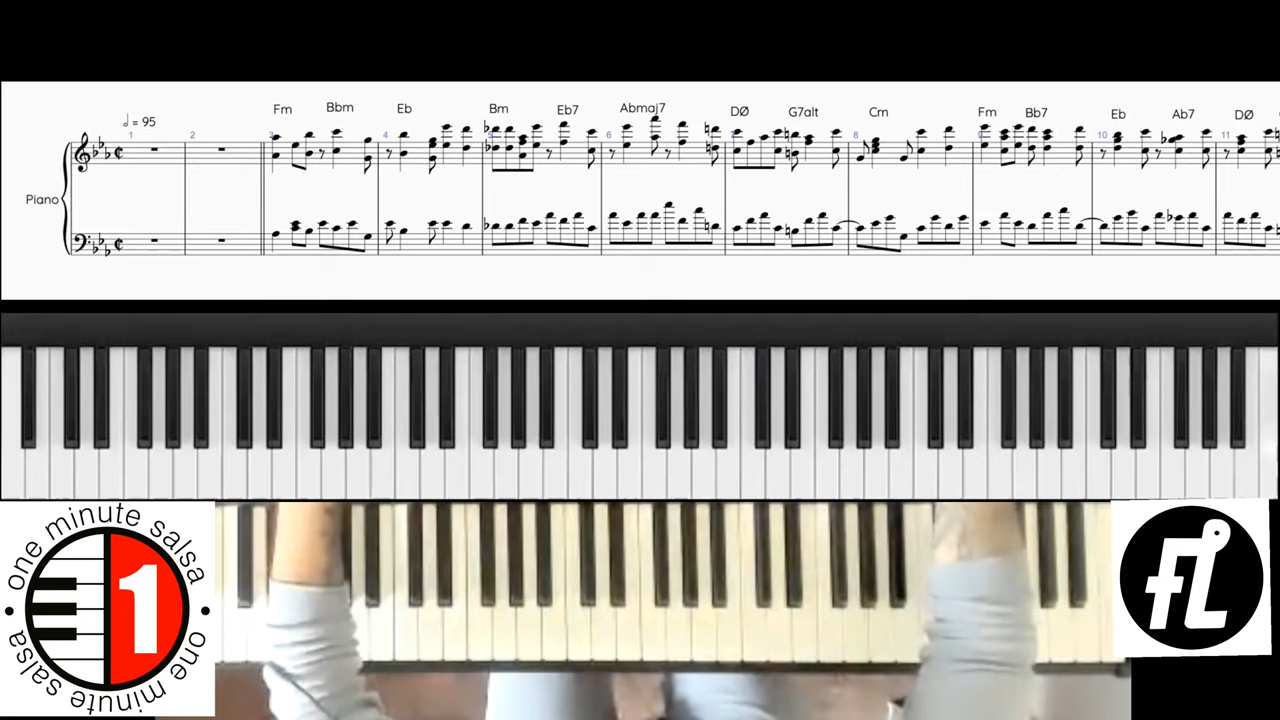 Fm Bbm Eb Bm Eb7 Abmaj7 DØ G7alt Cm Fm Bb7 Eb Ab7 DØ
= 95
1 2 3 4 5 6 7 8 9 10 11
Piano
one minute salsa
1
one minute salsa
fL